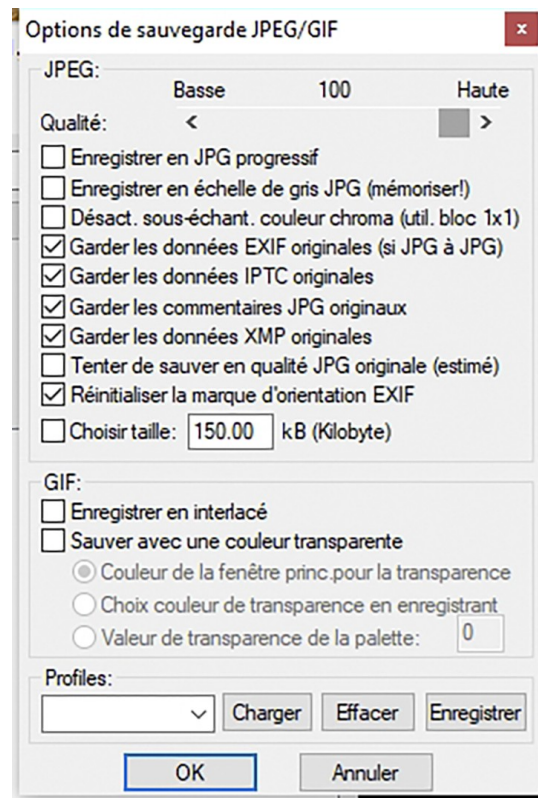 Options de sauvegarde JPEG/GIF
JPEG:
Basse 100 Haute
Qualité:
Enregistrer en JPG progressif
Enregistrer en échelle de gris JPG (mémoriser!)
Désact. sous-échant. couleur chroma (util. bloc 1x1)
Garder les données EXIF originales (si JPG à JPG)
Garder les données IPTC originales
Garder les commentaires JPG originaux
Garder les données XMP originales
Tenter de sauver en qualité JPG originale (estimé)
Réinitialiser la marque d'orientation EXIF
Choisir taille: 150.00 kB (Kilobyte)
GIF:
Enregistrer en interlacé
Sauver avec une couleur transparente
Couleur de la fenêtre princ.pour la transparence
Choix couleur de transparence en enregistrant
Valeur de transparence de la palette: 0
Profiles:
Charger Effacer Enregistrer
OK Annuler